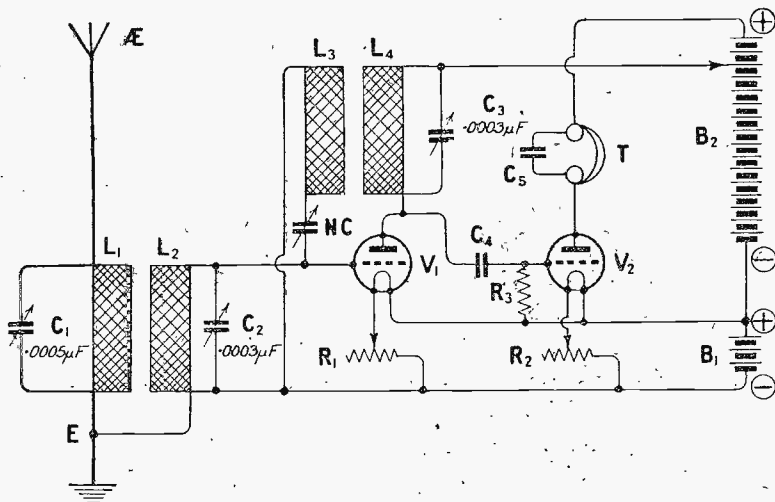 Æ
L₃
L₄
C₃
.0003µF
B₂
C₅
T
NC
L₁
L₂
V₁
C₄
V₂
R₃
C₁
.0005µF
C₂
.0003µF
R₁
R₂
B₁
E
+
−
+
−